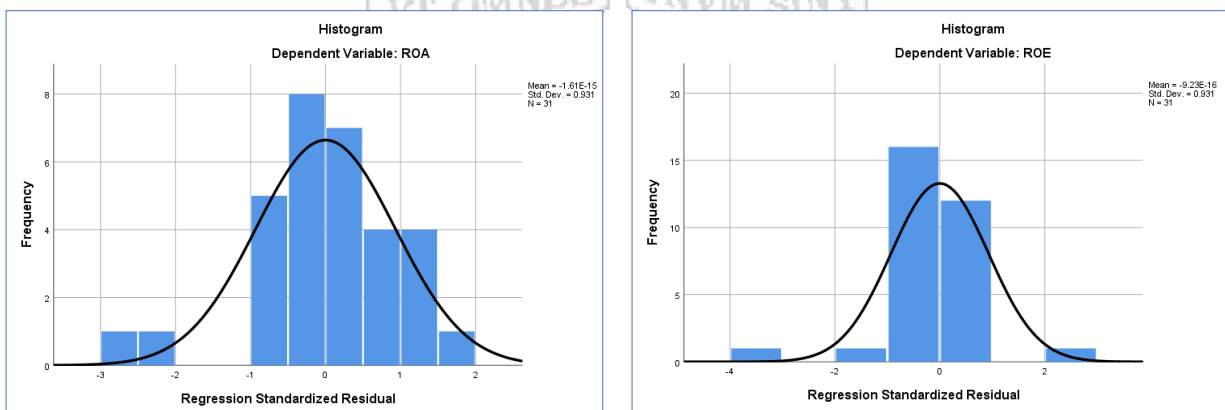 Histogram
Dependent Variable: ROA
Mean = -1.61E-15
Std. Dev. = 0.931
N = 31
8
6
4
2
0
Frequency
-3
-2
-1
0
1
2
Regression Standardized Residual
Histogram
Dependent Variable: ROE
Mean = -9.23E-16
Std. Dev. = 0.931
N = 31
20
15
10
5
0
Frequency
-4
-2
0
2
Regression Standardized Residual